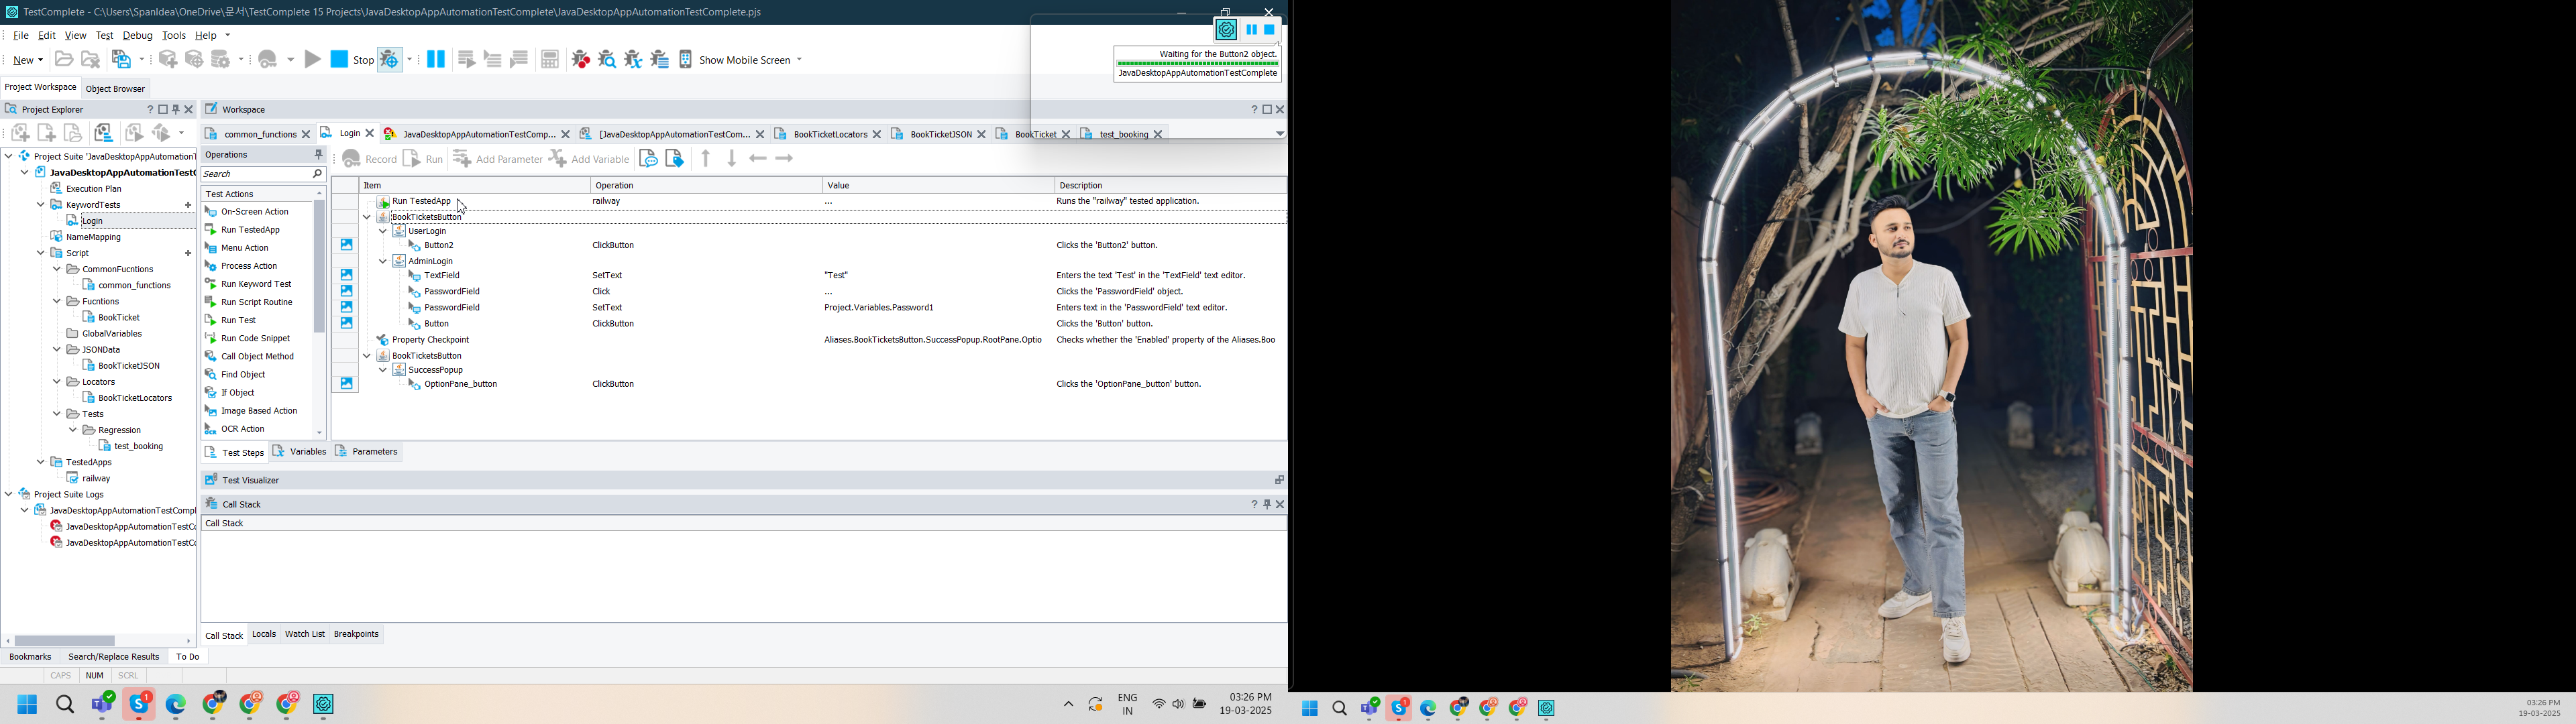 TestComplete - C:\Users\SpanIdea\OneDrive\문서\TestComplete 15 Projects\JavaDesktopAppAutomationTestComplete\JavaDesktopAppAutomationTestComplete.pjs
File Edit View Test Debug Tools Help
New Stop Show Mobile Screen
Waiting for the Button2 object.
JavaDesktopAppAutomationTestComplete
Project Workspace Object Browser
Project Explorer
Workspace
common_functions Login JavaDesktopAppAutomationTestComp... [JavaDesktopAppAutomationTestCom... BookTicketLocators BookTicketJSON BookTicket test_booking
Project Suite 'JavaDesktopAppAutomationT
JavaDesktopAppAutomationTestC
Execution Plan
KeywordTests
Login
NameMapping
Script
CommonFucntions
common_functions
Fucntions
BookTicket
GlobalVariables
JSONData
BookTicketJSON
Locators
BookTicketLocators
Tests
Regression
test_booking
TestedApps
railway
Project Suite Logs
JavaDesktopAppAutomationTestCompl
JavaDesktopAppAutomationTestCo
JavaDesktopAppAutomationTestCo
Operations
Search
Test Actions
On-Screen Action
Run TestedApp
Menu Action
Process Action
Run Keyword Test
Run Script Routine
Run Test
Run Code Snippet
Call Object Method
Find Object
If Object
Image Based Action
OCR Action
Record Run Add Parameter Add Variable
Item Operation Value Description
Run TestedApp railway ... Runs the "railway" tested application.
BookTicketsButton
UserLogin
Button2 ClickButton Clicks the 'Button2' button.
AdminLogin
TextField SetText "Test" Enters the text 'Test' in the 'TextField' text editor.
PasswordField Click ... Clicks the 'PasswordField' object.
PasswordField SetText Project.Variables.Password1 Enters text in the 'PasswordField' text editor.
Button ClickButton Clicks the 'Button' button.
Property Checkpoint Aliases.BookTicketsButton.SuccessPopup.RootPane.Optio Checks whether the 'Enabled' property of the Aliases.Boo
BookTicketsButton
SuccessPopup
OptionPane_button ClickButton Clicks the 'OptionPane_button' button.
Test Steps Variables Parameters
Test Visualizer
Call Stack
Call Stack
Call Stack Locals Watch List Breakpoints
Bookmarks Search/Replace Results To Do
CAPS NUM SCRL
ENG
IN
03:26 PM
19-03-2025
03:26 PM
19-03-2025